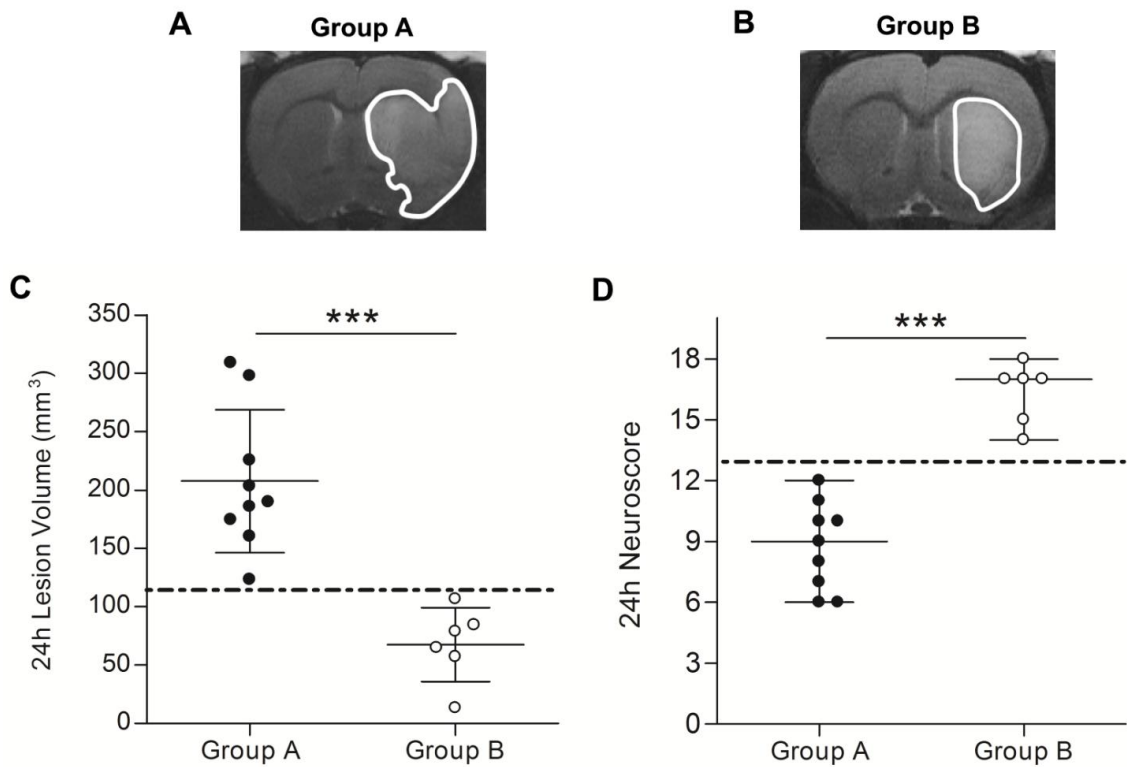 A Group A
B Group B
C
24h Lesion Volume (mm³)
350
300
250
200
150
100
50
0
***
Group A Group B
D
24h Neuroscore
18
15
12
9
6
3
0
***
Group A Group B